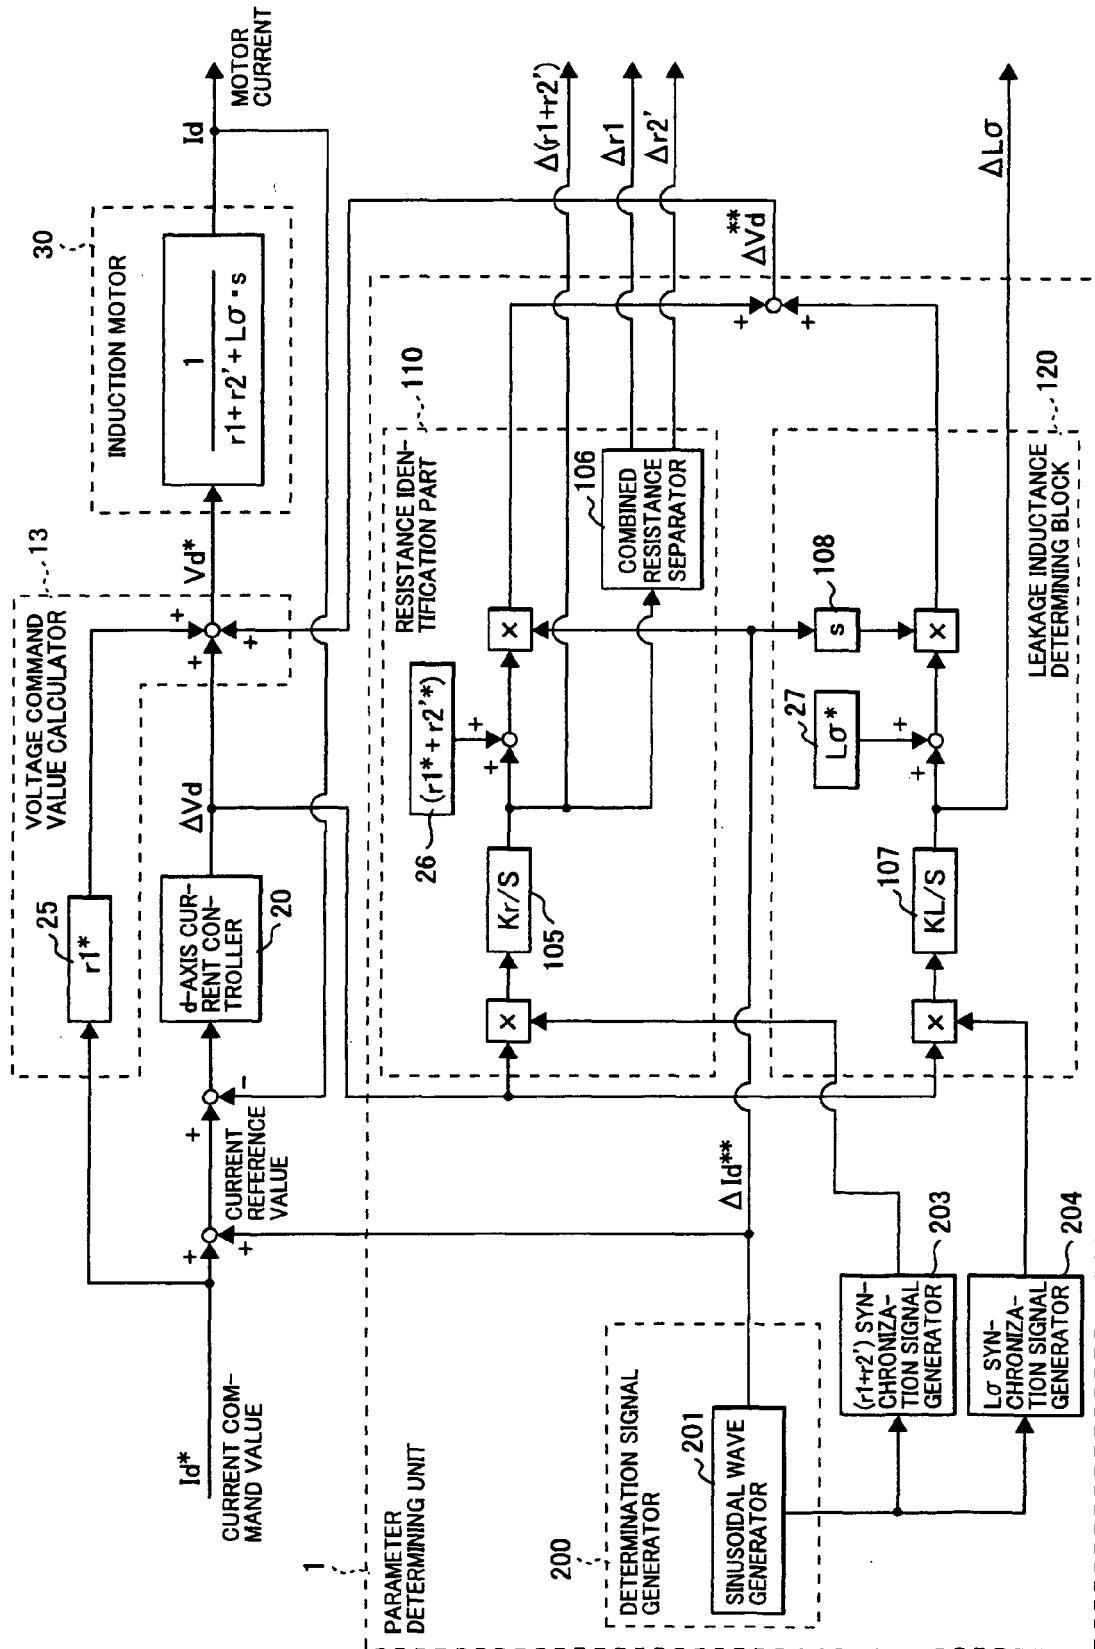 Id*
CURRENT COM-
MAND VALUE
+
+
CURRENT
REFERENCE
VALUE
+
-
VOLTAGE COMMAND
VALUE CALCULATOR
13
25
r1*
d-AXIS CUR-
RENT CON-
TROLLER
20
ΔVd
+
+
+
Vd*
INDUCTION MOTOR
30
1
r1+r2'+Lσ・s
Id
MOTOR
CURRENT
1
PARAMETER
DETERMINING UNIT
200
DETERMINATION SIGNAL
GENERATOR
201
SINUSOIDAL WAVE
GENERATOR
ΔId**
(r1+r2') SYN-
CHRONIZA-
TION SIGNAL
GENERATOR
203
Lσ SYN-
CHRONIZA-
TION SIGNAL
GENERATOR
204
RESISTANCE IDEN-
TIFICATION PART
110
×
Kr/S
105
26
(r1*+r2'*)
+
+
×
106
COMBINED
RESISTANCE
SEPARATOR
Δ(r1+r2')
Δr1
Δr2'
ΔVd**
+
+
LEAKAGE INDUCTANCE
DETERMINING BLOCK
120
×
107
KL/S
27
Lσ*
+
+
108
s
×
ΔLσ